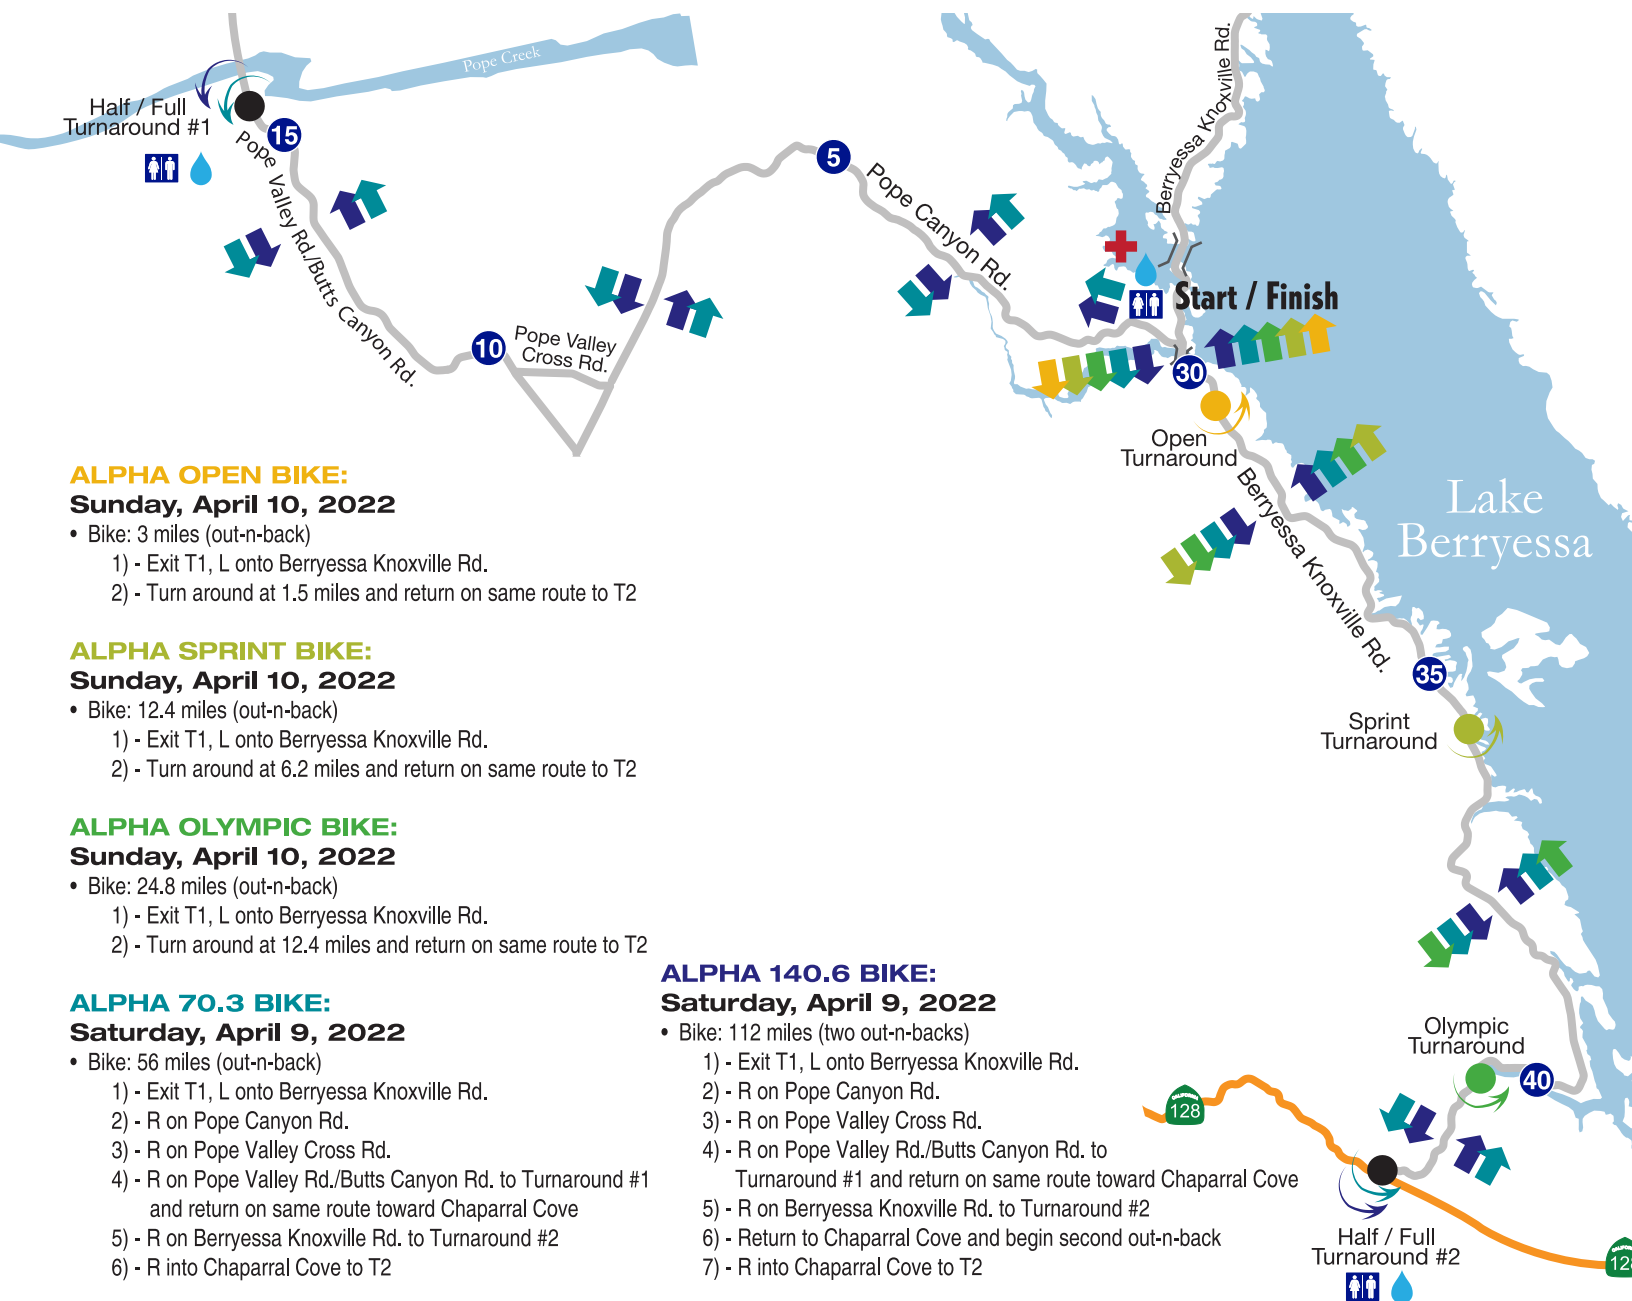 Pope Creek
Berryessa Knoxville Rd.
Half / Full
Turnaround #1
15
Pope Valley Rd./Butts Canyon Rd.
5
Pope Canyon Rd.
Start / Finish
10
Pope Valley
Cross Rd.
30
Open
Turnaround
Berryessa Knoxville Rd.
Lake
Berryessa
35
Sprint
Turnaround
ALPHA OPEN BIKE:
Sunday, April 10, 2022
• Bike: 3 miles (out-n-back)
1) - Exit T1, L onto Berryessa Knoxville Rd.
2) - Turn around at 1.5 miles and return on same route to T2
ALPHA SPRINT BIKE:
Sunday, April 10, 2022
• Bike: 12.4 miles (out-n-back)
1) - Exit T1, L onto Berryessa Knoxville Rd.
2) - Turn around at 6.2 miles and return on same route to T2
ALPHA OLYMPIC BIKE:
Sunday, April 10, 2022
• Bike: 24.8 miles (out-n-back)
1) - Exit T1, L onto Berryessa Knoxville Rd.
2) - Turn around at 12.4 miles and return on same route to T2
ALPHA 70.3 BIKE:
Saturday, April 9, 2022
• Bike: 56 miles (out-n-back)
1) - Exit T1, L onto Berryessa Knoxville Rd.
2) - R on Pope Canyon Rd.
3) - R on Pope Valley Cross Rd.
4) - R on Pope Valley Rd./Butts Canyon Rd. to Turnaround #1
and return on same route toward Chaparral Cove
5) - R on Berryessa Knoxville Rd. to Turnaround #2
6) - R into Chaparral Cove to T2
ALPHA 140.6 BIKE:
Saturday, April 9, 2022
• Bike: 112 miles (two out-n-backs)
1) - Exit T1, L onto Berryessa Knoxville Rd.
2) - R on Pope Canyon Rd.
3) - R on Pope Valley Cross Rd.
4) - R on Pope Valley Rd./Butts Canyon Rd. to
Turnaround #1 and return on same route toward Chaparral Cove
5) - R on Berryessa Knoxville Rd. to Turnaround #2
6) - Return to Chaparral Cove and begin second out-n-back
7) - R into Chaparral Cove to T2
Olympic
Turnaround
40
CALIFORNIA
128
Half / Full
Turnaround #2
CALIFORNIA
128